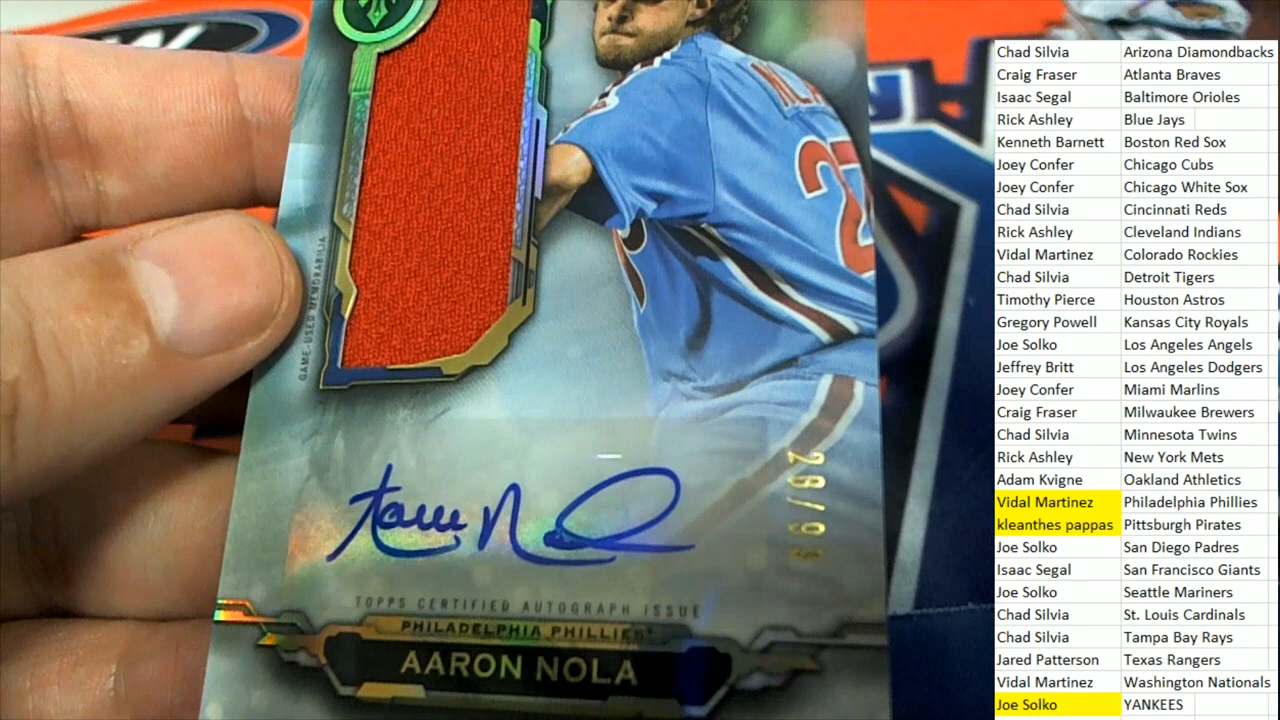 GAME-USED MEMORABILIA
TOPPS CERTIFIED AUTOGRAPH ISSUE
PHILADELPHIA PHILLIES
AARON NOLA
Chad Silvia Arizona Diamondbacks
Craig Fraser Atlanta Braves
Isaac Segal Baltimore Orioles
Rick Ashley Blue Jays
Kenneth Barnett Boston Red Sox
Joey Confer Chicago Cubs
Joey Confer Chicago White Sox
Chad Silvia Cincinnati Reds
Rick Ashley Cleveland Indians
Vidal Martinez Colorado Rockies
Chad Silvia Detroit Tigers
Timothy Pierce Houston Astros
Gregory Powell Kansas City Royals
Joe Solko Los Angeles Angels
Jeffrey Britt Los Angeles Dodgers
Joey Confer Miami Marlins
Craig Fraser Milwaukee Brewers
Chad Silvia Minnesota Twins
Rick Ashley New York Mets
Adam Kvigne Oakland Athletics
Vidal Martinez Philadelphia Phillies
kleanthes pappas Pittsburgh Pirates
Joe Solko San Diego Padres
Isaac Segal San Francisco Giants
Joe Solko Seattle Mariners
Chad Silvia St. Louis Cardinals
Chad Silvia Tampa Bay Rays
Jared Patterson Texas Rangers
Vidal Martinez Washington Nationals
Joe Solko YANKEES